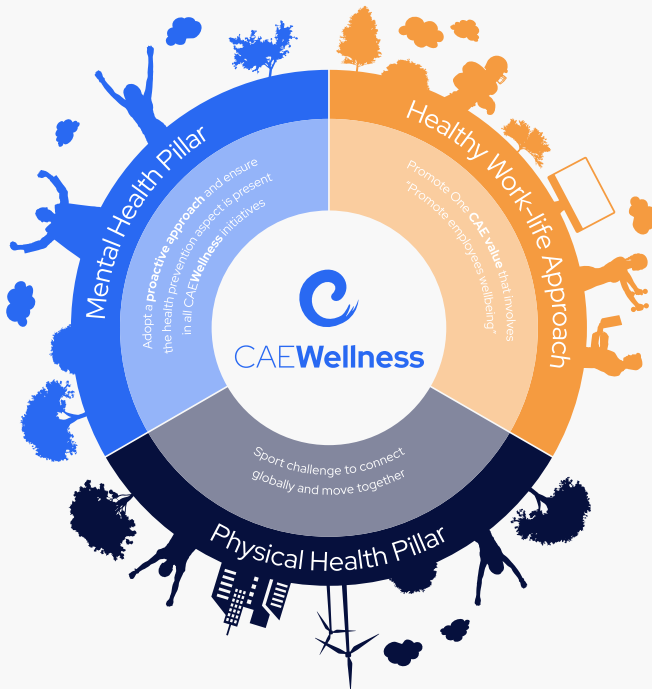 Mental Health Pillar
Adopt a proactive approach and ensure
the health prevention aspect is present
in all CAEWellness initiatives
Healthy Work-life Approach
Promote One CAE value that involves
"Promote employees wellbeing"
CAEWellness
Sport challenge to connect
globally and move together
Physical Health Pillar